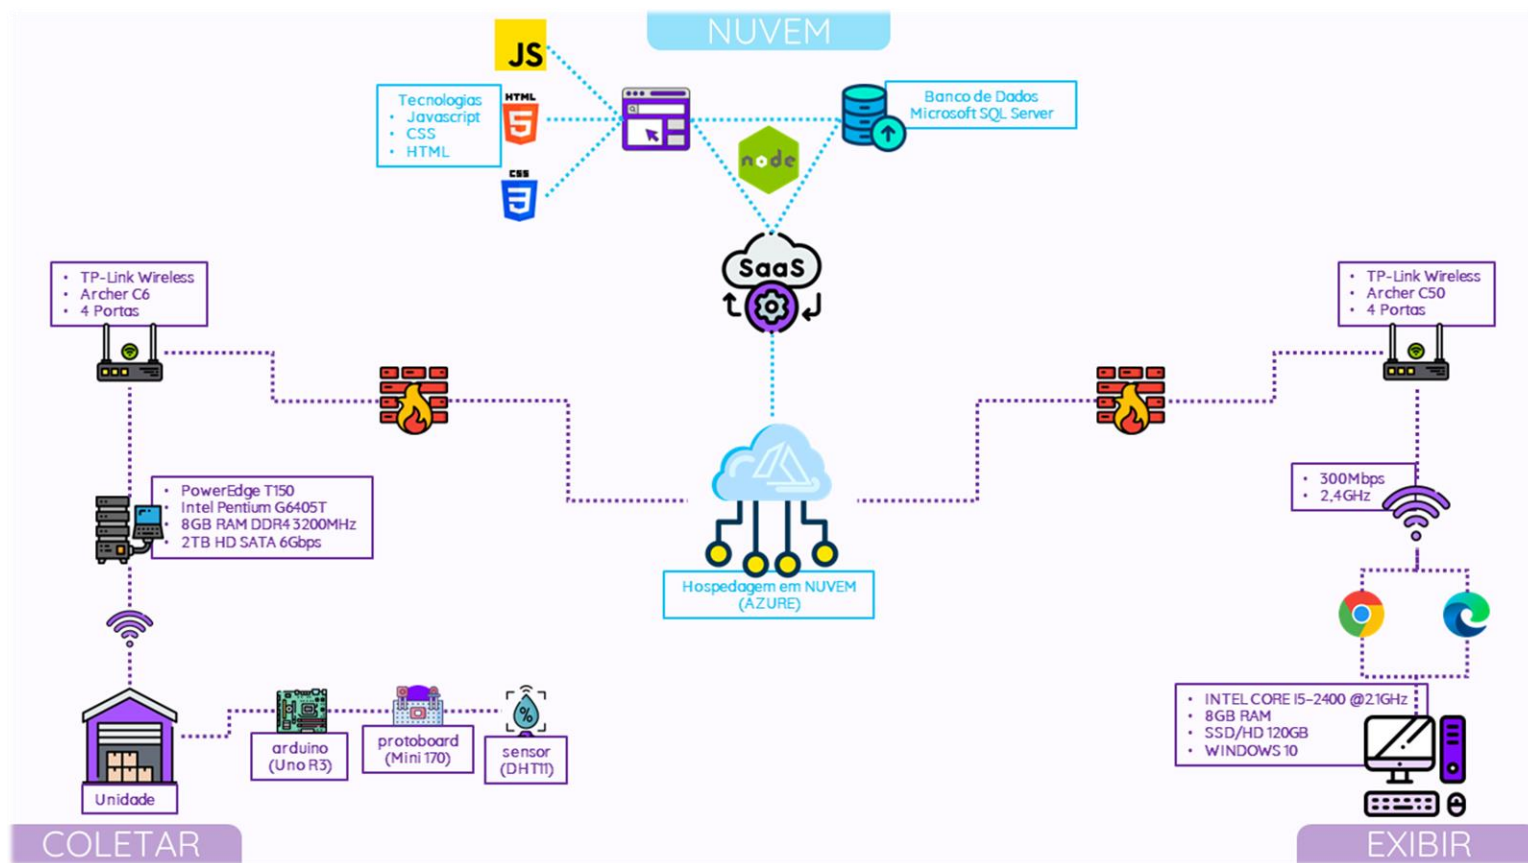 NUVEM
JS
Tecnologias
• Javascript
• CSS
• HTML
HTML
5
CSS
3
node
Banco de Dados
Microsoft SQL Server
SaaS
• TP-Link Wireless
• Archer C6
• 4 Portas
• TP-Link Wireless
• Archer C50
• 4 Portas
• PowerEdge T150
• Intel Pentium G6405T
• 8GB RAM DDR4 3200MHz
• 2TB HD SATA 6Gbps
• 300Mbps
• 2,4GHz
Hospedagem em NUVEM
(AZURE)
%
arduino
(Uno R3)
protoboard
(Mini 170)
sensor
(DHT11)
Unidade
• INTEL CORE I5-2400 @21GHz
• 8GB RAM
• SSD/HD 120GB
• WINDOWS 10
COLETAR
EXIBIR